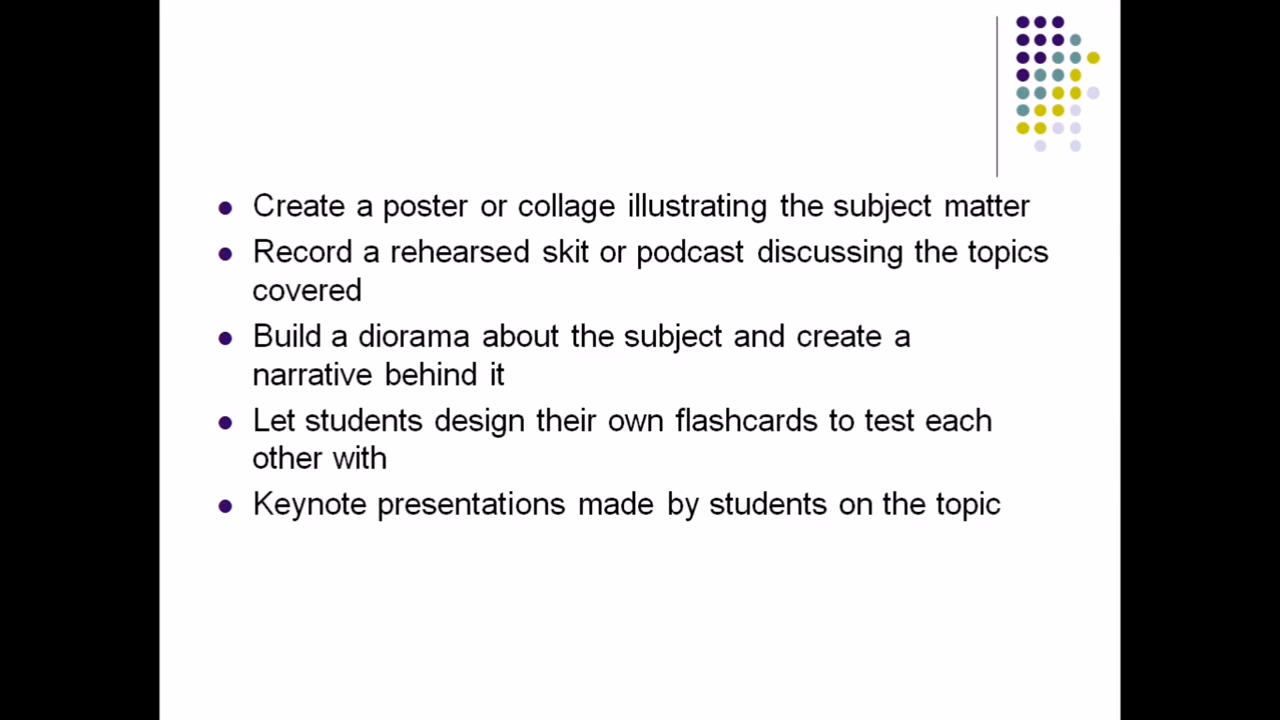 Create a poster or collage illustrating the subject matter
Record a rehearsed skit or podcast discussing the topics
covered
Build a diorama about the subject and create a
narrative behind it
Let students design their own flashcards to test each
other with
Keynote presentations made by students on the topic